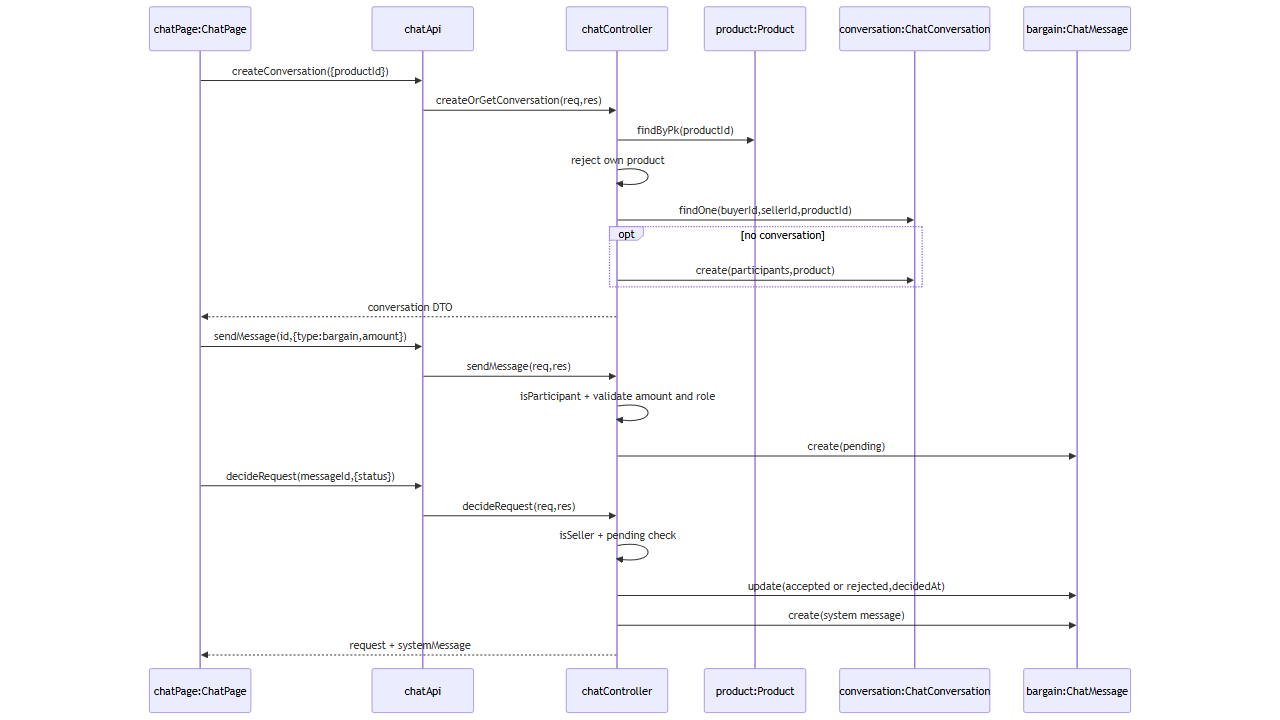 chatPage:ChatPage
chatApi
chatController
product:Product
conversation:ChatConversation
bargain:ChatMessage
createConversation({productId})
createOrGetConversation(req,res)
findByPk(productId)
reject own product
findOne(buyerId,sellerId,productId)
opt
[no conversation]
create(participants,product)
conversation DTO
sendMessage(id,{type:bargain,amount})
sendMessage(req,res)
isParticipant + validate amount and role
create(pending)
decideRequest(messageId,{status})
decideRequest(req,res)
isSeller + pending check
update(accepted or rejected,decidedAt)
create(system message)
request + systemMessage
chatPage:ChatPage
chatApi
chatController
product:Product
conversation:ChatConversation
bargain:ChatMessage